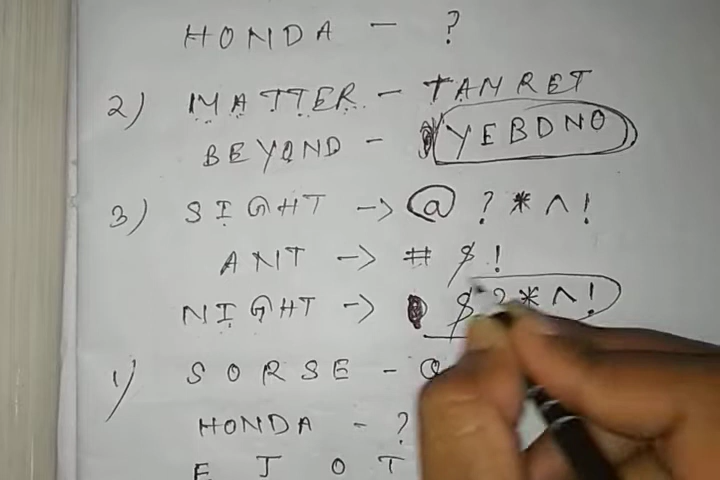 HONDA - ?
2) MATTER - TAMRET
BEYOND - YEBDNO
3) SIGHT -> @ ? * ^ !
ANT -> # $ !
NIGHT -> $ ? * ^ !
1) SORSE -
HONDA - ?
E J O T